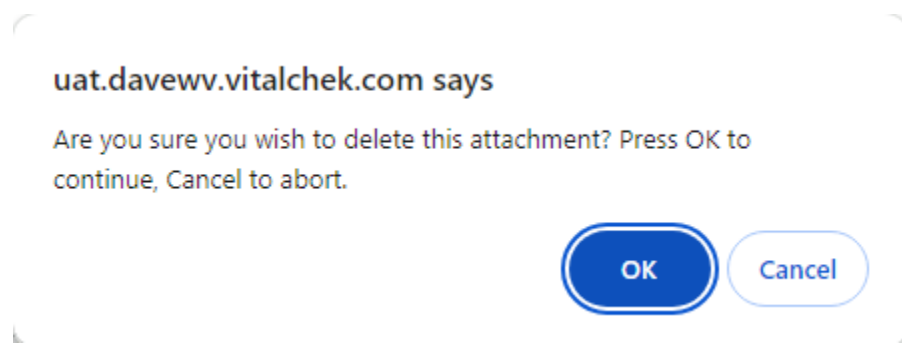 uat.davewv.vitalchek.com says
Are you sure you wish to delete this attachment? Press OK to
continue, Cancel to abort.
OK Cancel